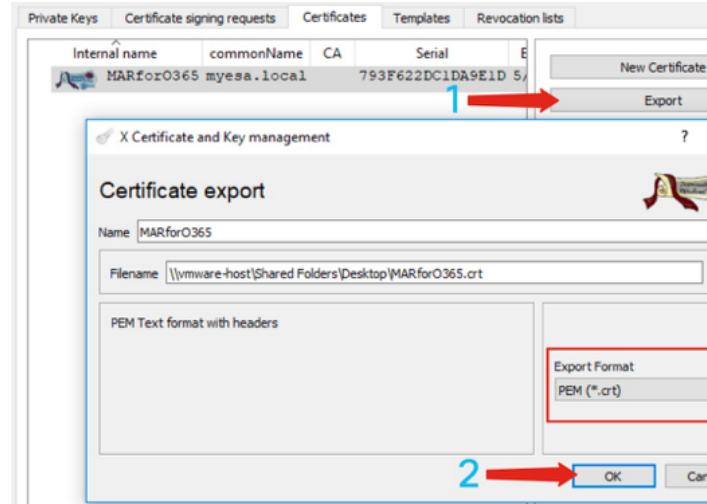 Private Keys Certificate signing requests Certificates Templates Revocation lists
Internal name commonName CA Serial E
MARforO365 myesa.local 793F622DC1DA9E1D 5/
New Certificate
1 Export
X Certificate and Key management ?
Certificate export
Name MARforO365
Filename \\vmware-host\Shared Folders\Desktop\MARforO365.crt
PEM Text format with headers
Export Format
PEM (*.crt)
2 OK Can